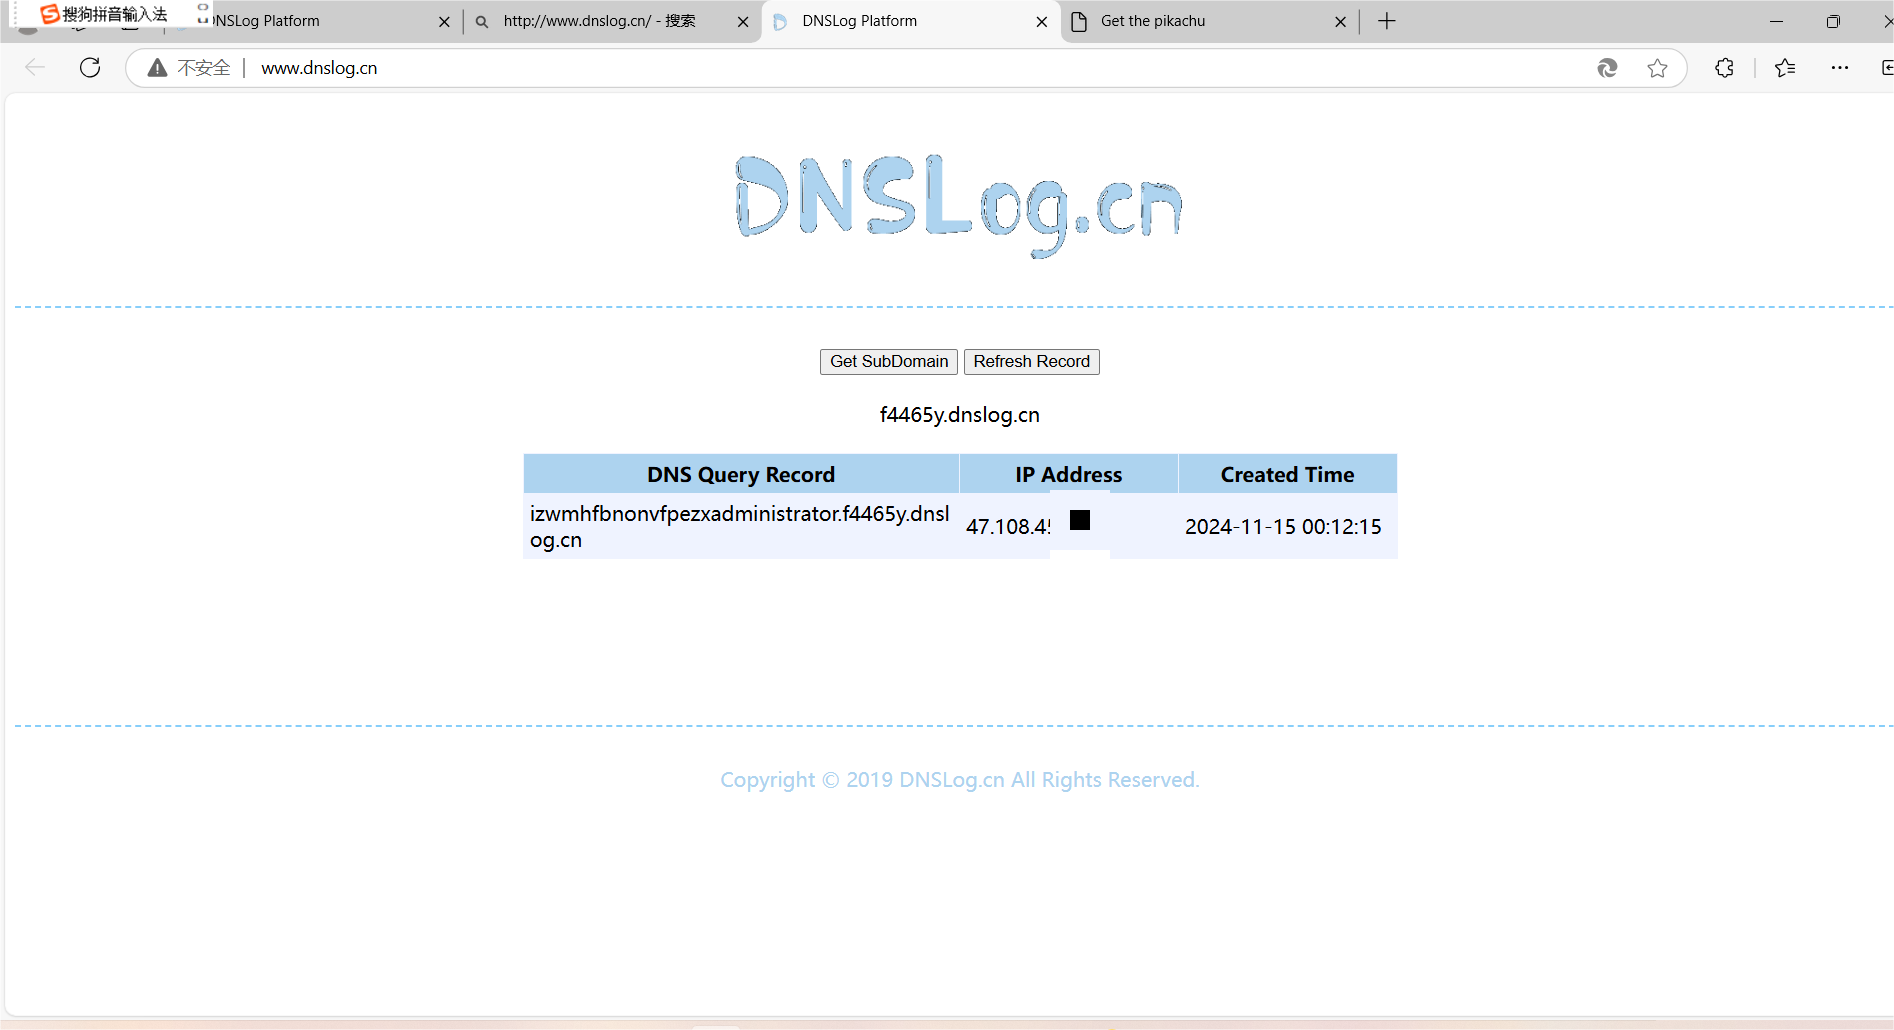 搜狗拼音输入法
DNSLog Platform
http://www.dnslog.cn/ - 搜索
DNSLog Platform
Get the pikachu
不安全
www.dnslog.cn
DNSLog.cn
Get SubDomain
Refresh Record
f4465y.dnslog.cn
DNS Query Record
IP Address
Created Time
izwmhfbnonvfpezxadministrator.f4465y.dnsl
og.cn
47.108.4
2024-11-15 00:12:15
Copyright © 2019 DNSLog.cn All Rights Reserved.